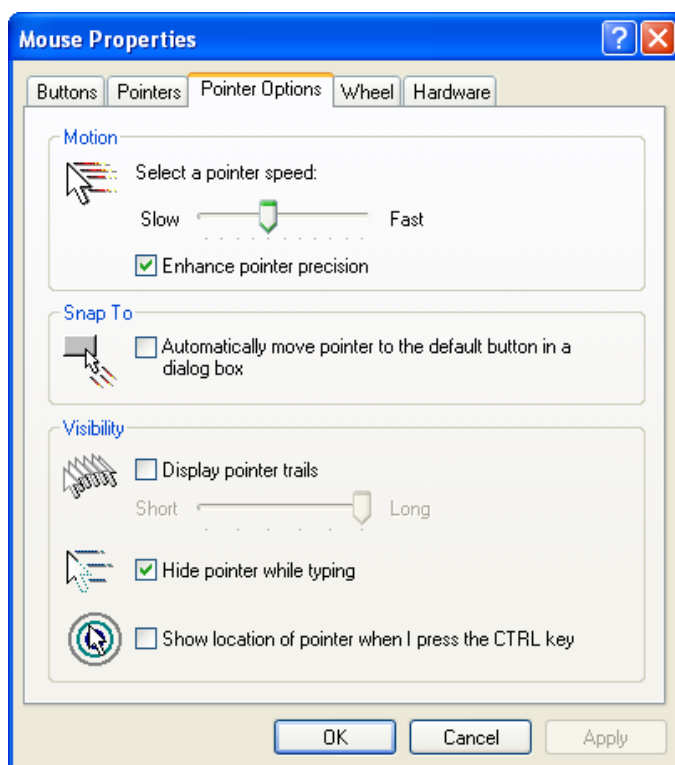 Mouse Properties
?
Buttons Pointers Pointer Options Wheel Hardware
Motion
Select a pointer speed:
Slow Fast
Enhance pointer precision
Snap To
Automatically move pointer to the default button in a
dialog box
Visibility
Display pointer trails
Short Long
Hide pointer while typing
Show location of pointer when I press the CTRL key
OK Cancel Apply